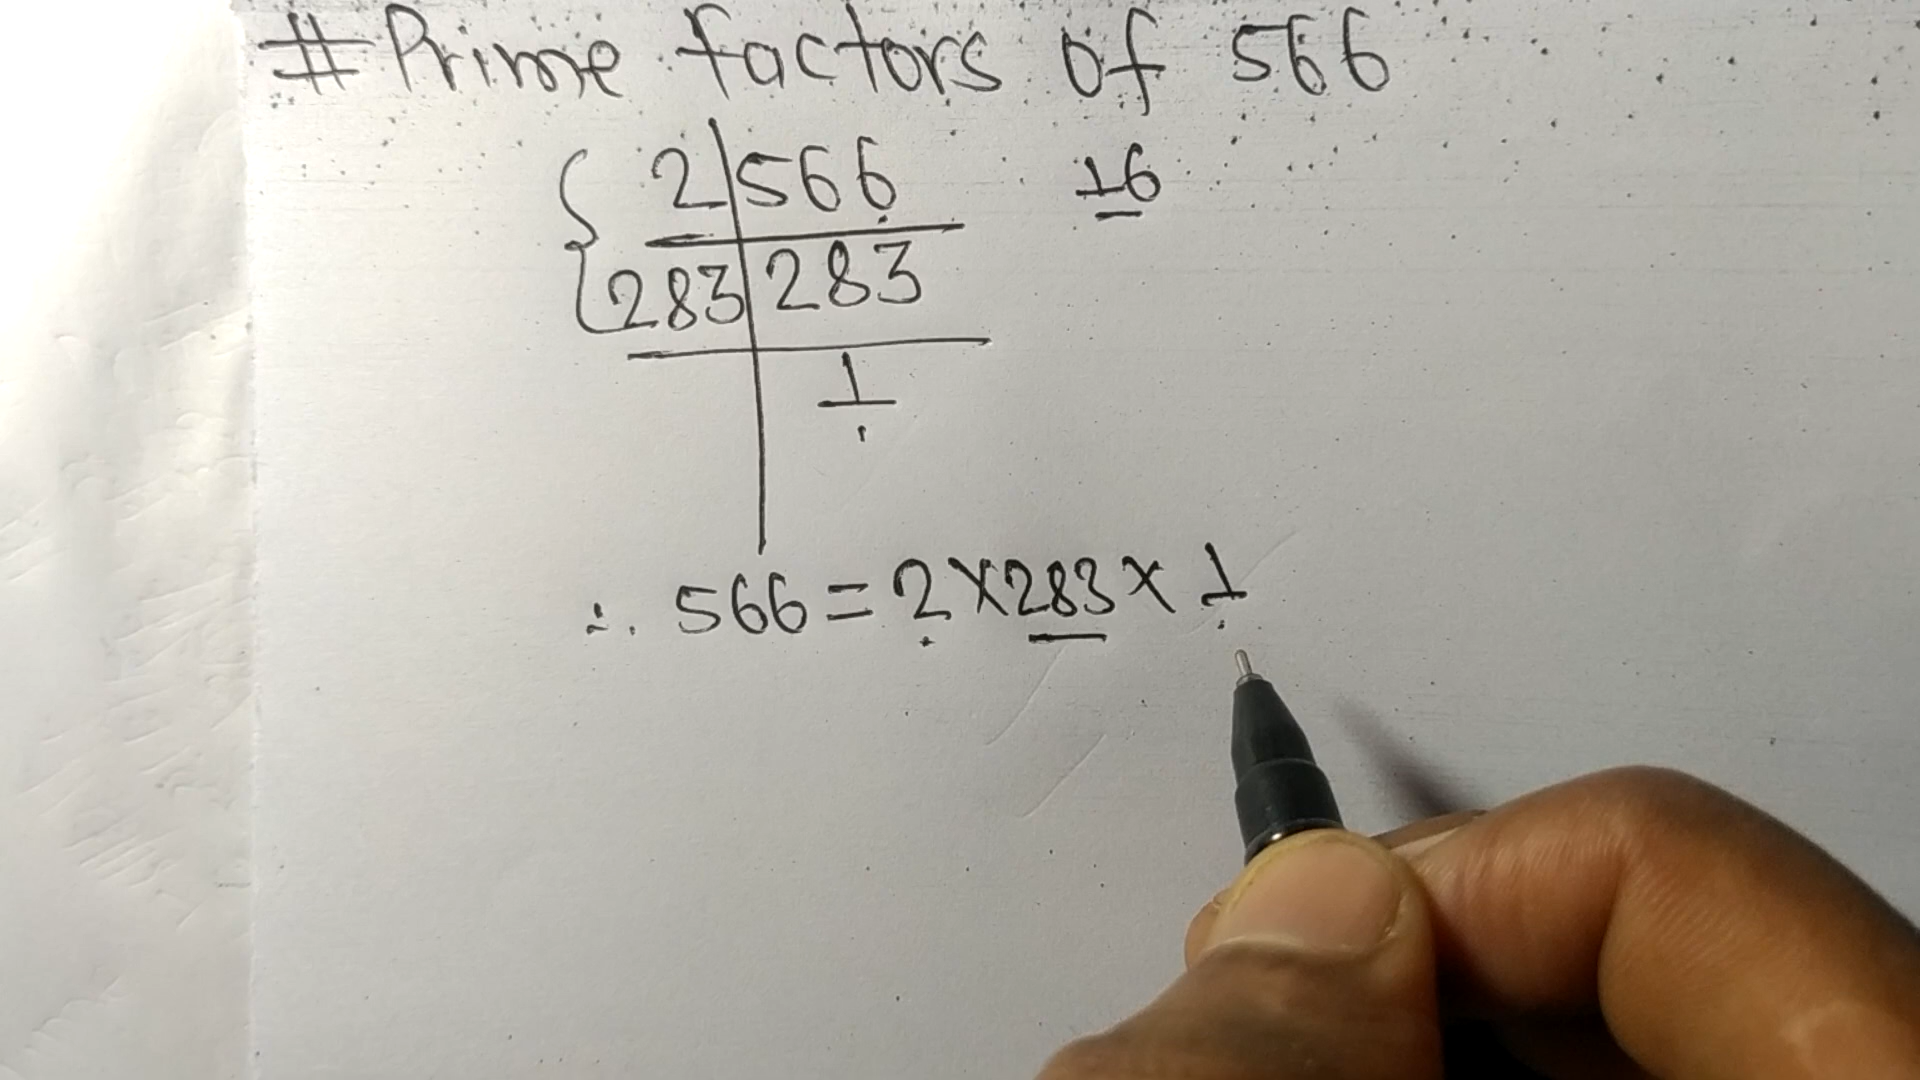 # Prime factors of 566
2 566 16
283 283
1
∴ 566 = 2 × 283 × 1